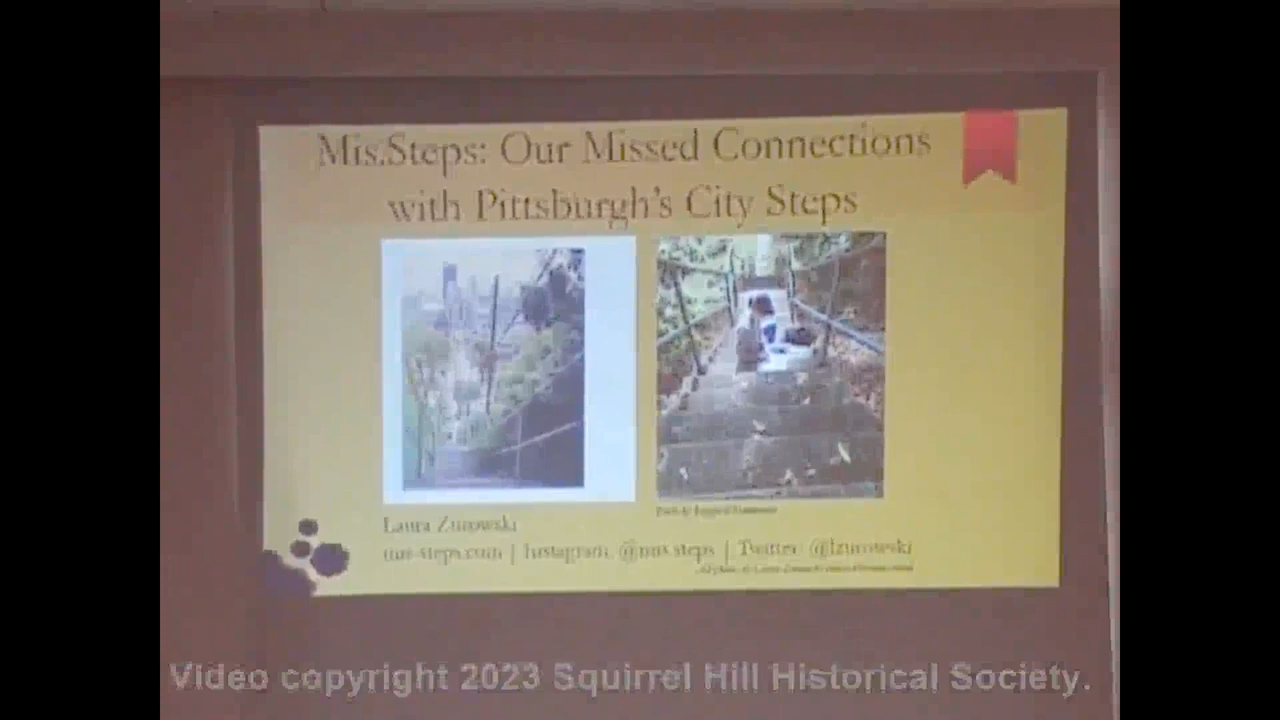 Mis.Steps: Our Missed Connections
with Pittsburgh's City Steps
Laura Zurowski
mis-steps.com | Instagram: @mis.steps | Twitter: @lzurowski
Video copyright 2023 Squirrel Hill Historical Society.